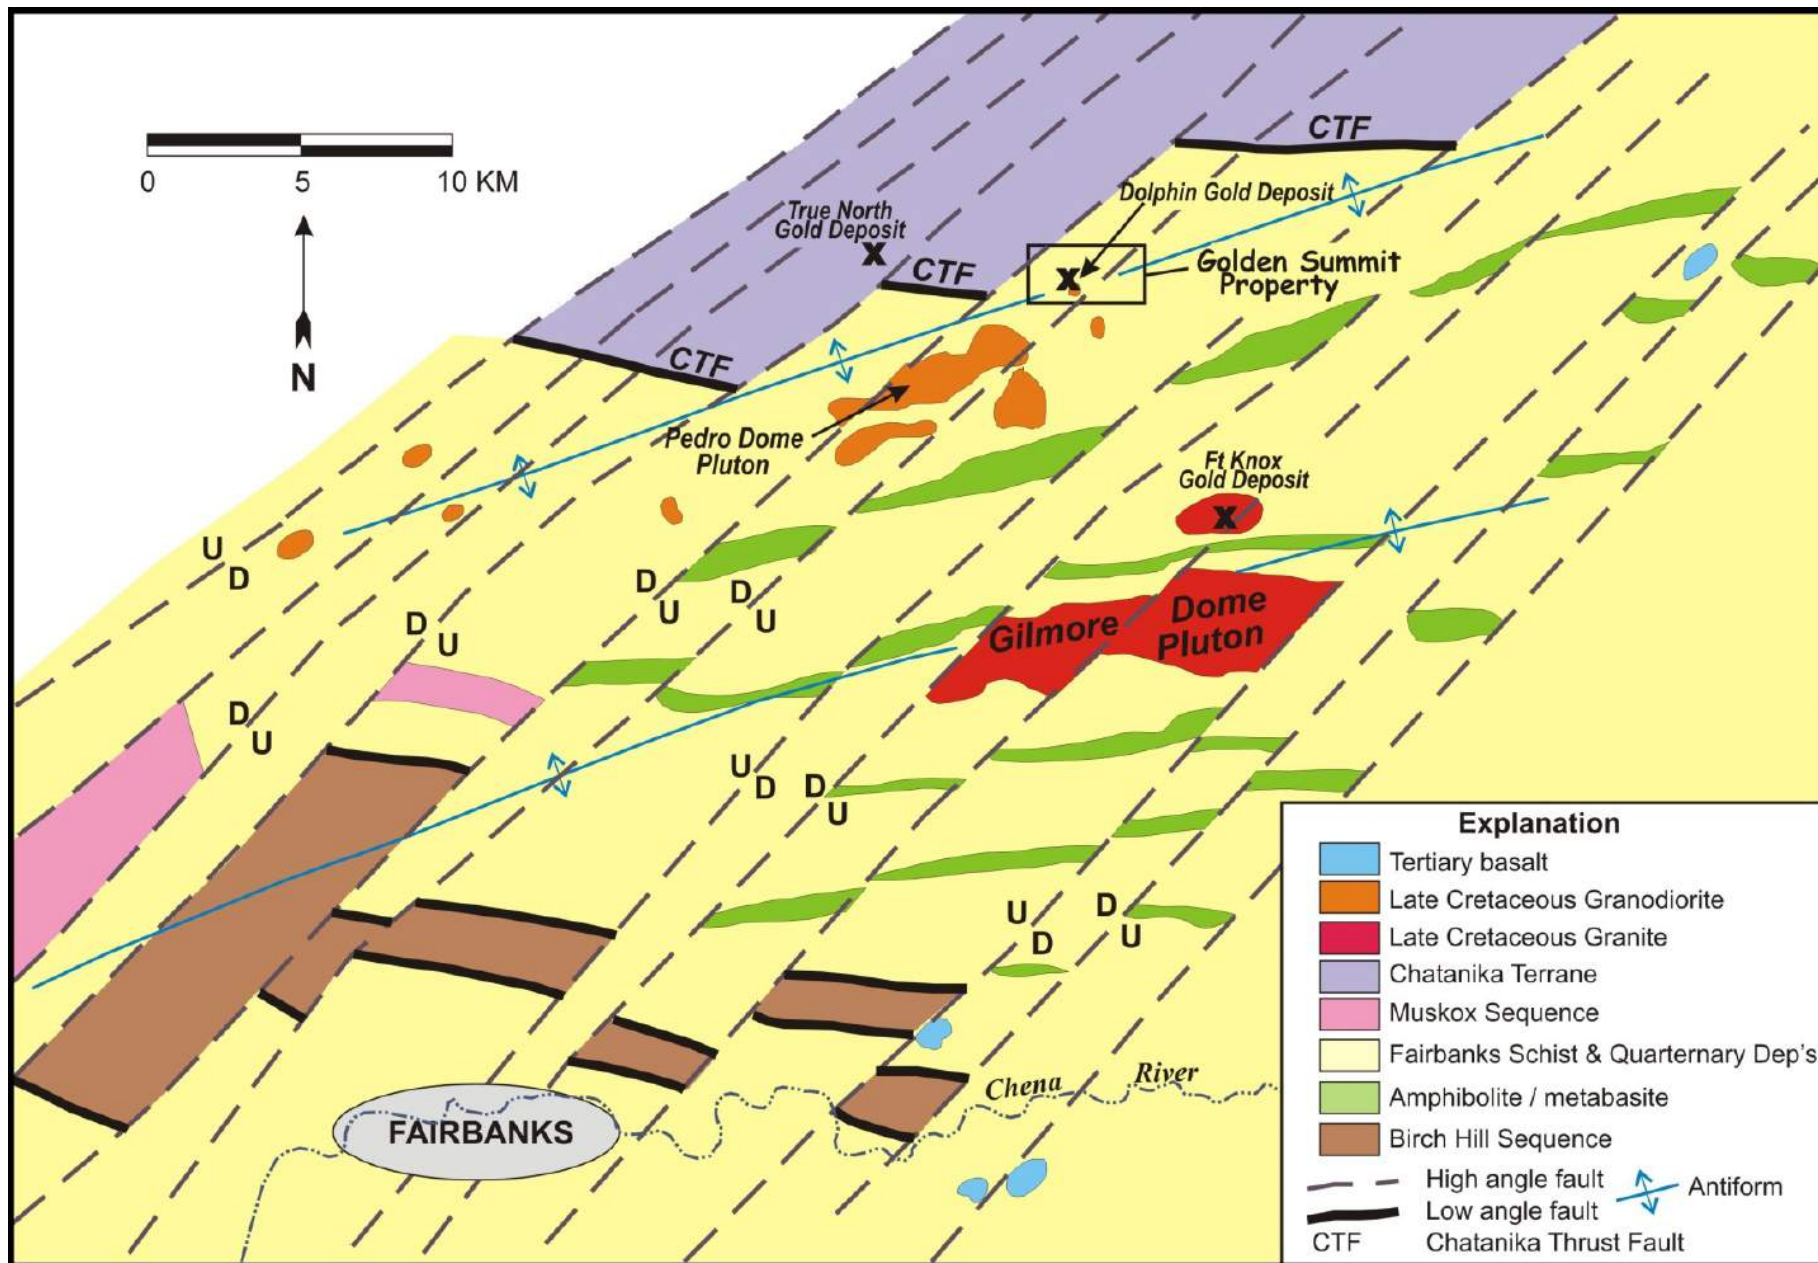 CTF
0 5 10 KM
N
True North
Gold Deposit
X
CTF
Dolphin Gold Deposit
X
Golden Summit
Property
CTF
Pedro Dome
Pluton
Ft Knox
Gold Deposit
X
U
D
D
U
D
U
D
U
Gilmore
Dome
Pluton
D
U
U
D
D
U
U
D
D
U
Chena River
FAIRBANKS
Explanation
Tertiary basalt
Late Cretaceous Granodiorite
Late Cretaceous Granite
Chatanika Terrane
Muskox Sequence
Fairbanks Schist & Quarternary Dep's
Amphibolite / metabasite
Birch Hill Sequence
High angle fault
Antiform
Low angle fault
CTF Chatanika Thrust Fault